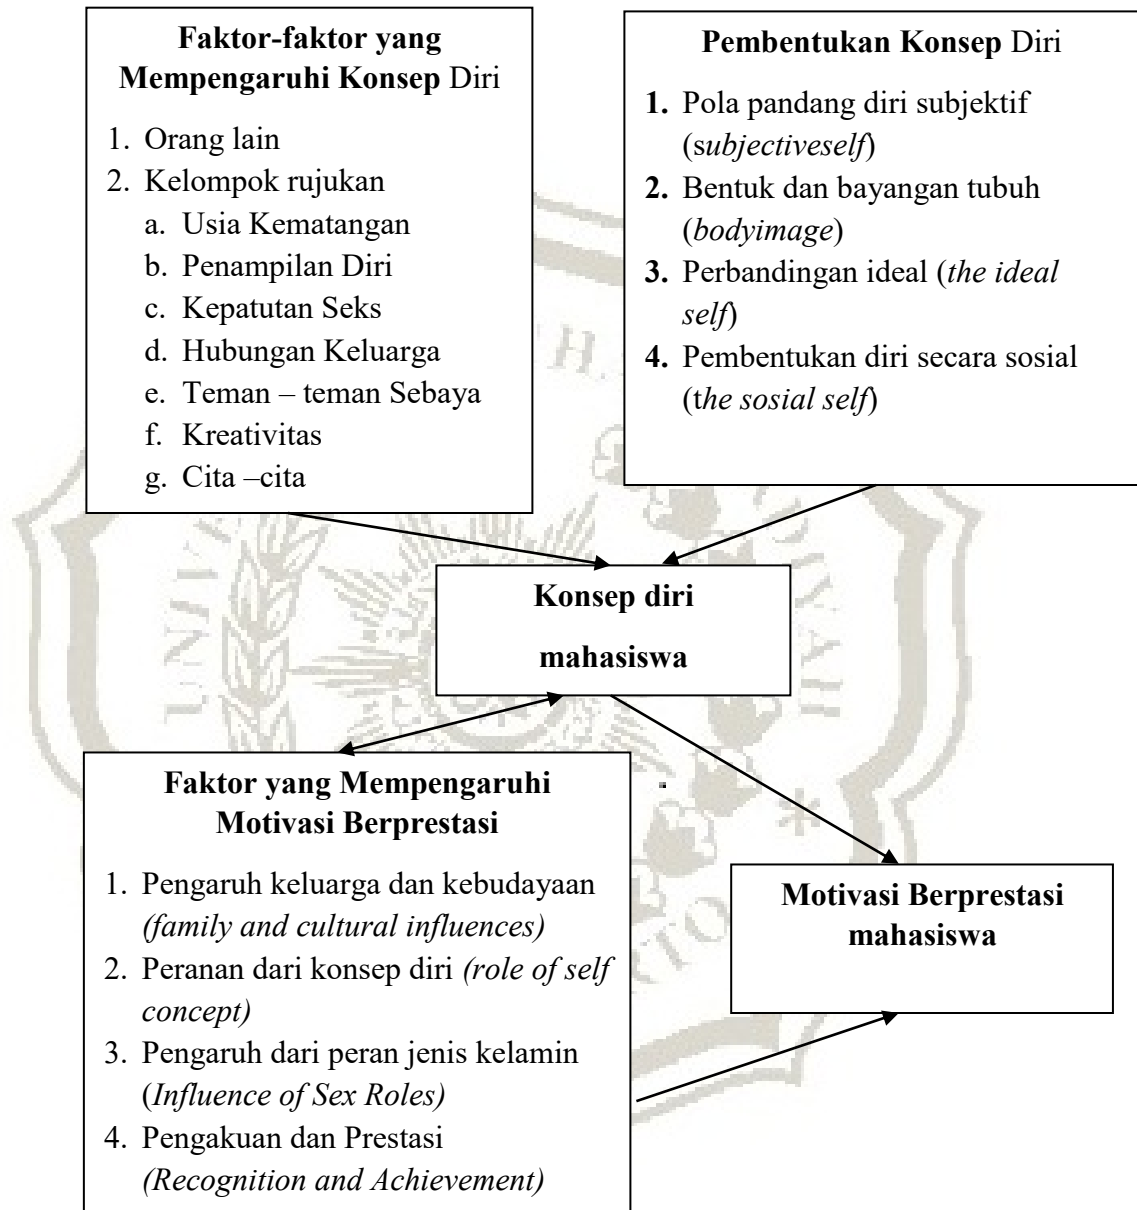 Faktor-faktor yang
Mempengaruhi Konsep Diri
1. Orang lain
2. Kelompok rujukan
a. Usia Kematangan
b. Penampilan Diri
c. Kepatutan Seks
d. Hubungan Keluarga
e. Teman – teman Sebaya
f. Kreativitas
g. Cita –cita
Pembentukan Konsep Diri
1. Pola pandang diri subjektif
(subjectiveself)
2. Bentuk dan bayangan tubuh
(bodyimage)
3. Perbandingan ideal (the ideal
self)
4. Pembentukan diri secara sosial
(the sosial self)
Konsep diri
mahasiswa
Faktor yang Mempengaruhi
Motivasi Berprestasi
1. Pengaruh keluarga dan kebudayaan
(family and cultural influences)
2. Peranan dari konsep diri (role of self
concept)
3. Pengaruh dari peran jenis kelamin
(Influence of Sex Roles)
4. Pengakuan dan Prestasi
(Recognition and Achievement)
Motivasi Berprestasi
mahasiswa